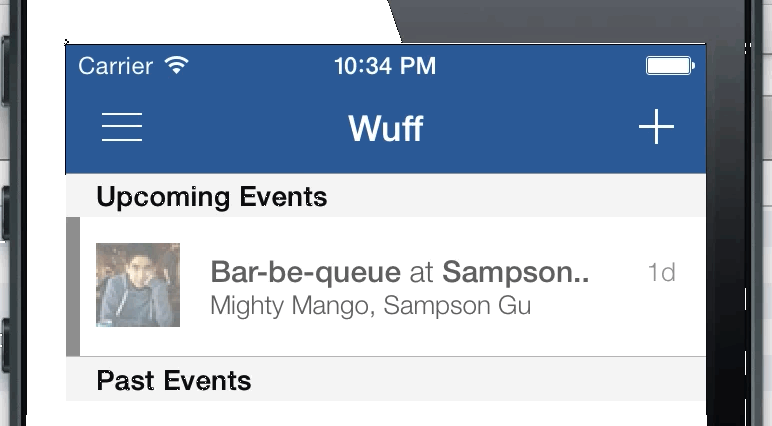 Carrier 10:34 PM
Wuff
Upcoming Events
Bar-be-queue at Sampson.. 1d
Mighty Mango, Sampson Gu
Past Events